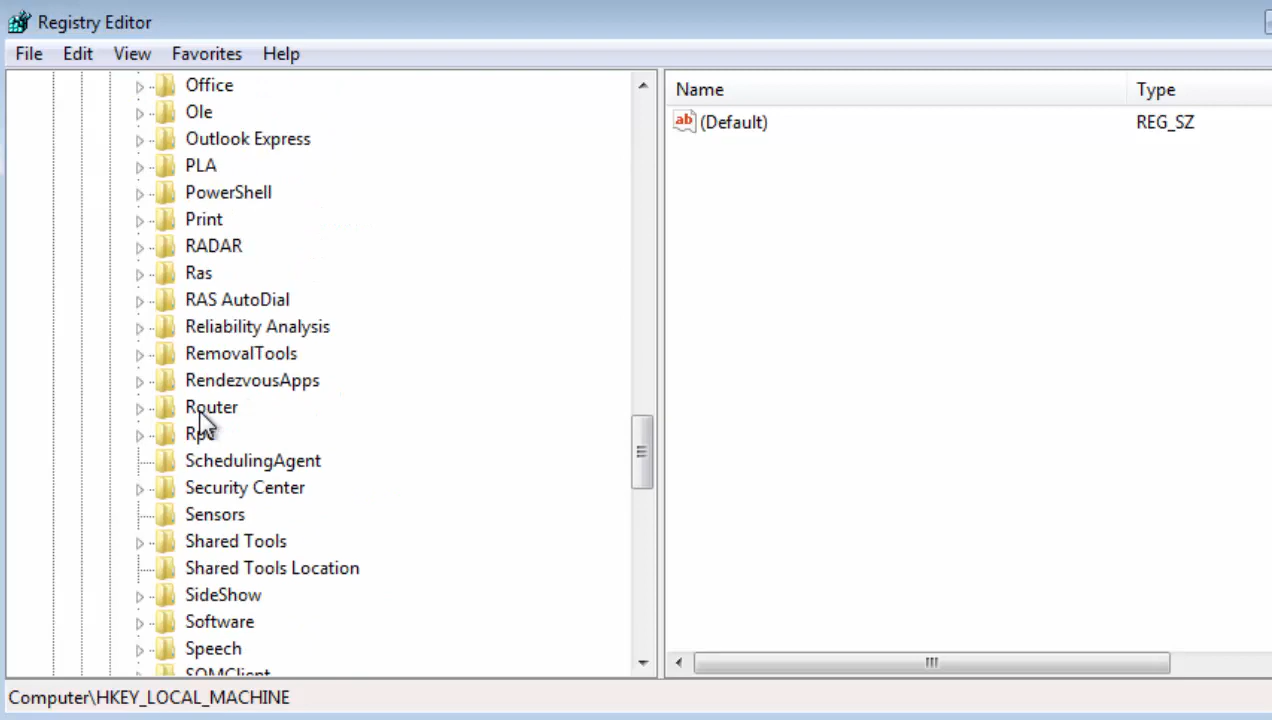 Registry Editor
File Edit View Favorites Help
Office
Ole
Outlook Express
PLA
PowerShell
Print
RADAR
Ras
RAS AutoDial
Reliability Analysis
RemovalTools
RendezvousApps
Router
SchedulingAgent
Security Center
Sensors
Shared Tools
Shared Tools Location
SideShow
Software
Speech
SQMClient
Name Type
(Default) REG_SZ
Computer\HKEY_LOCAL_MACHINE